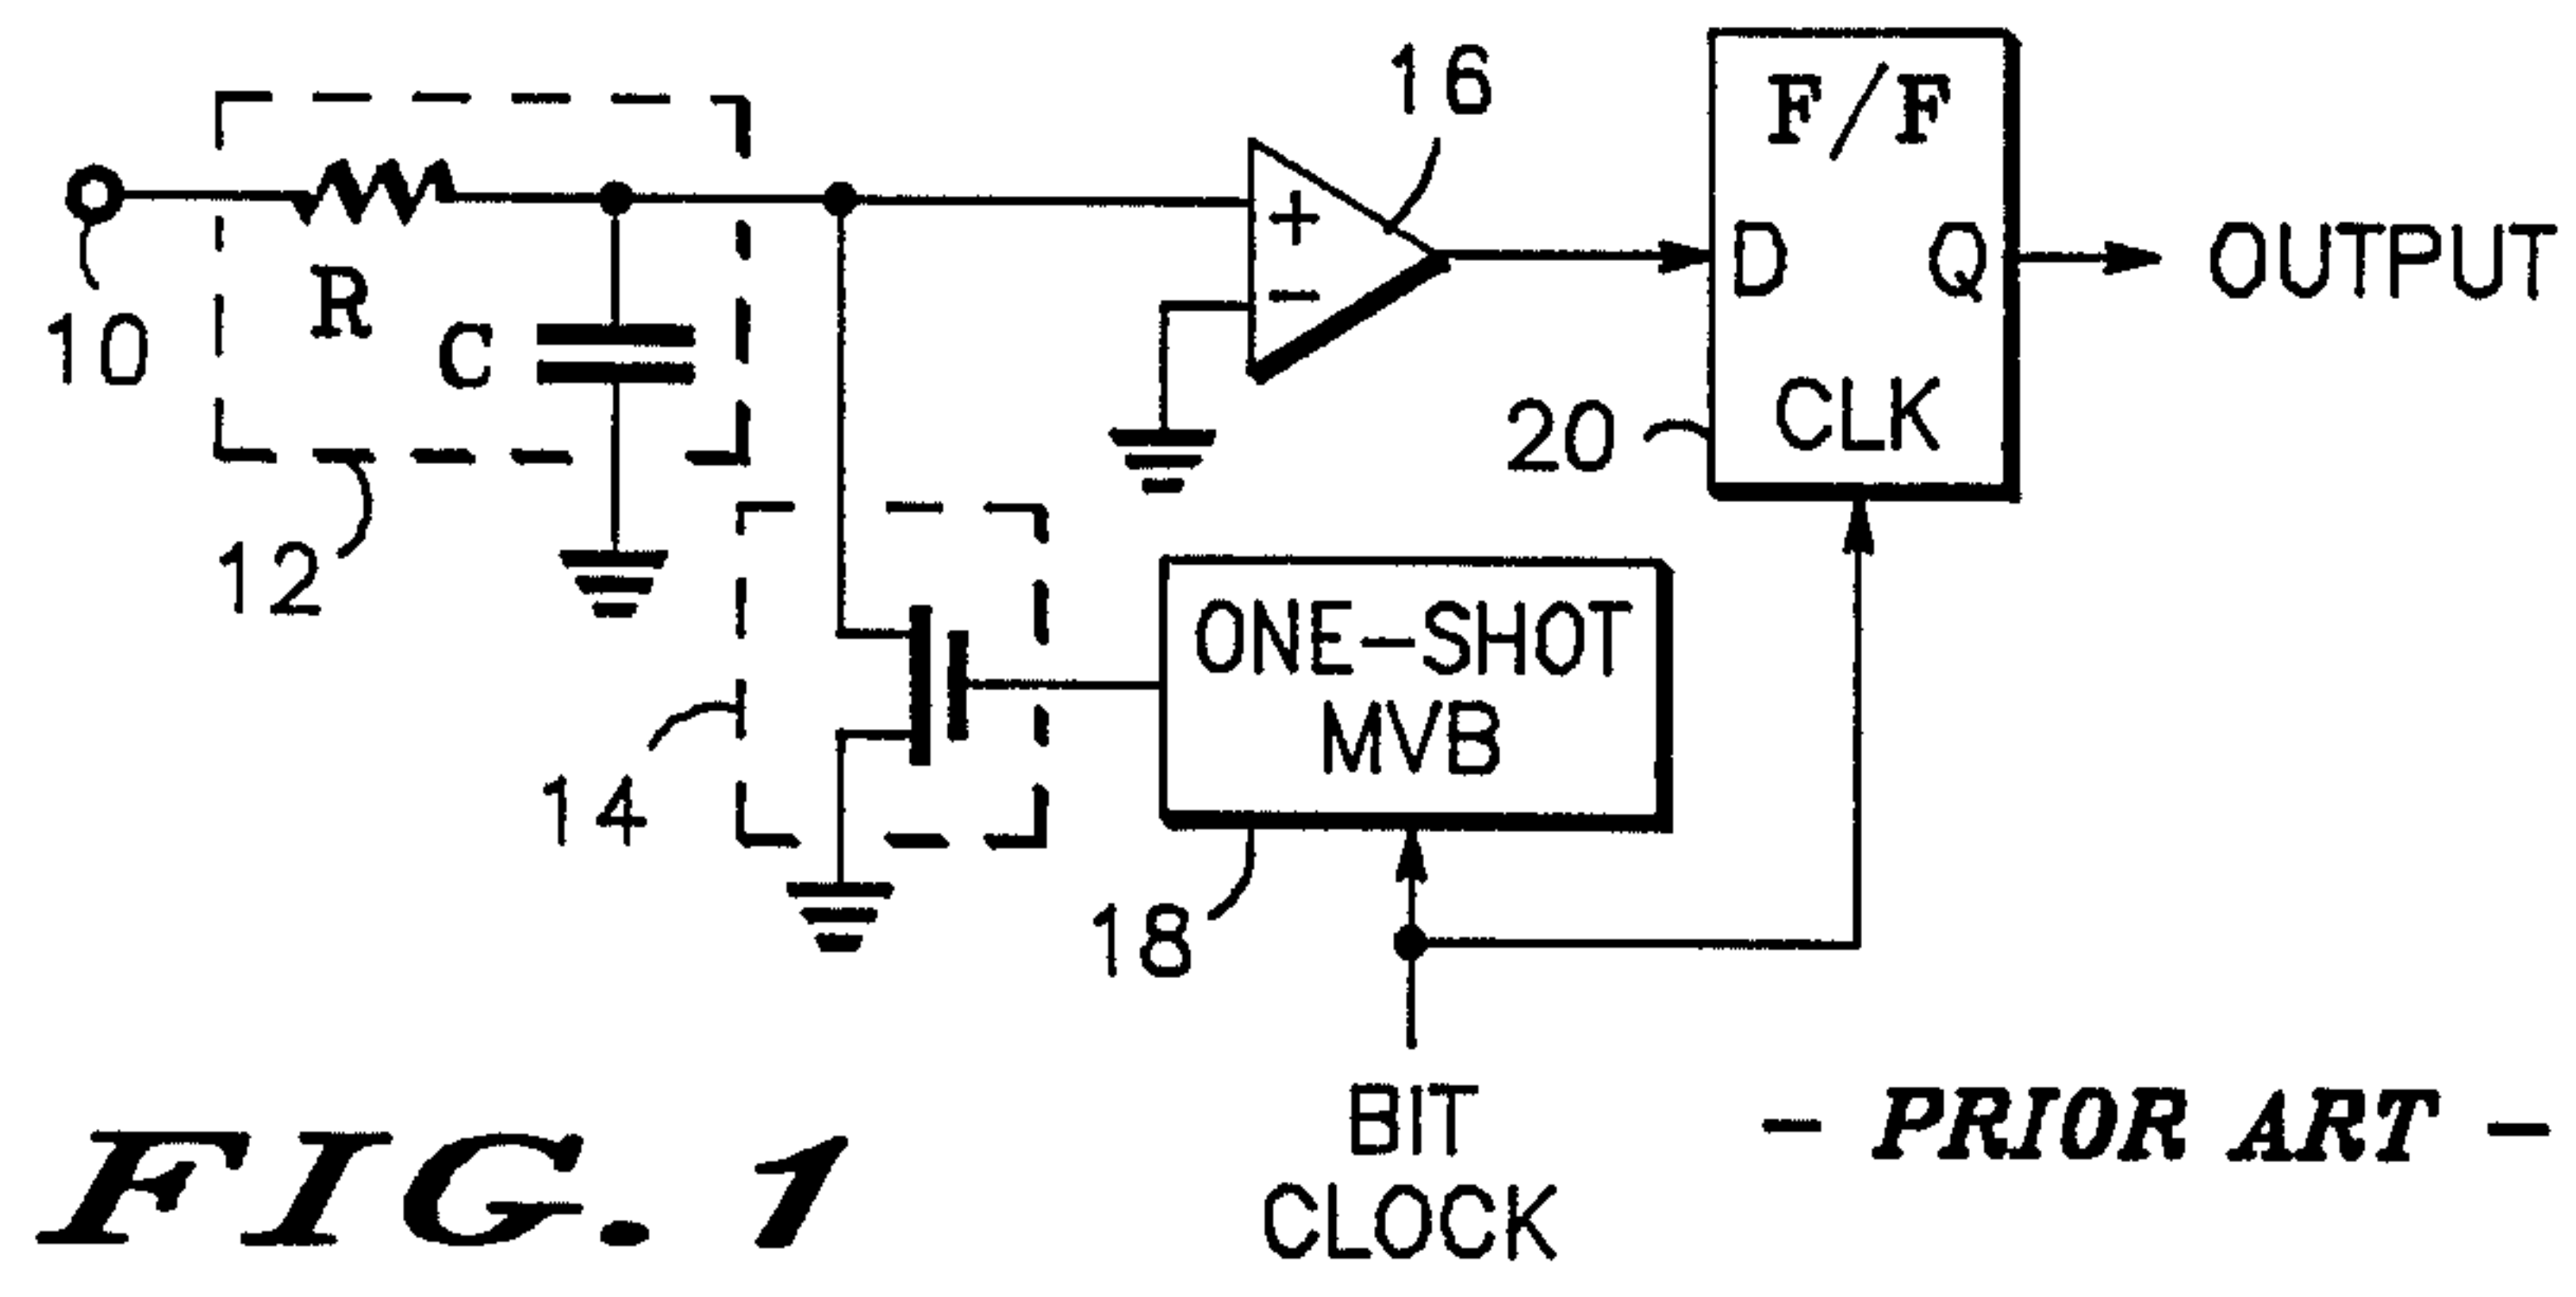 16
F/F
D Q
OUTPUT
10
R
C
+
-
CLK
20
12
ONE-SHOT
MVB
14
18
BIT
CLOCK
- PRIOR ART -
FIG. 1